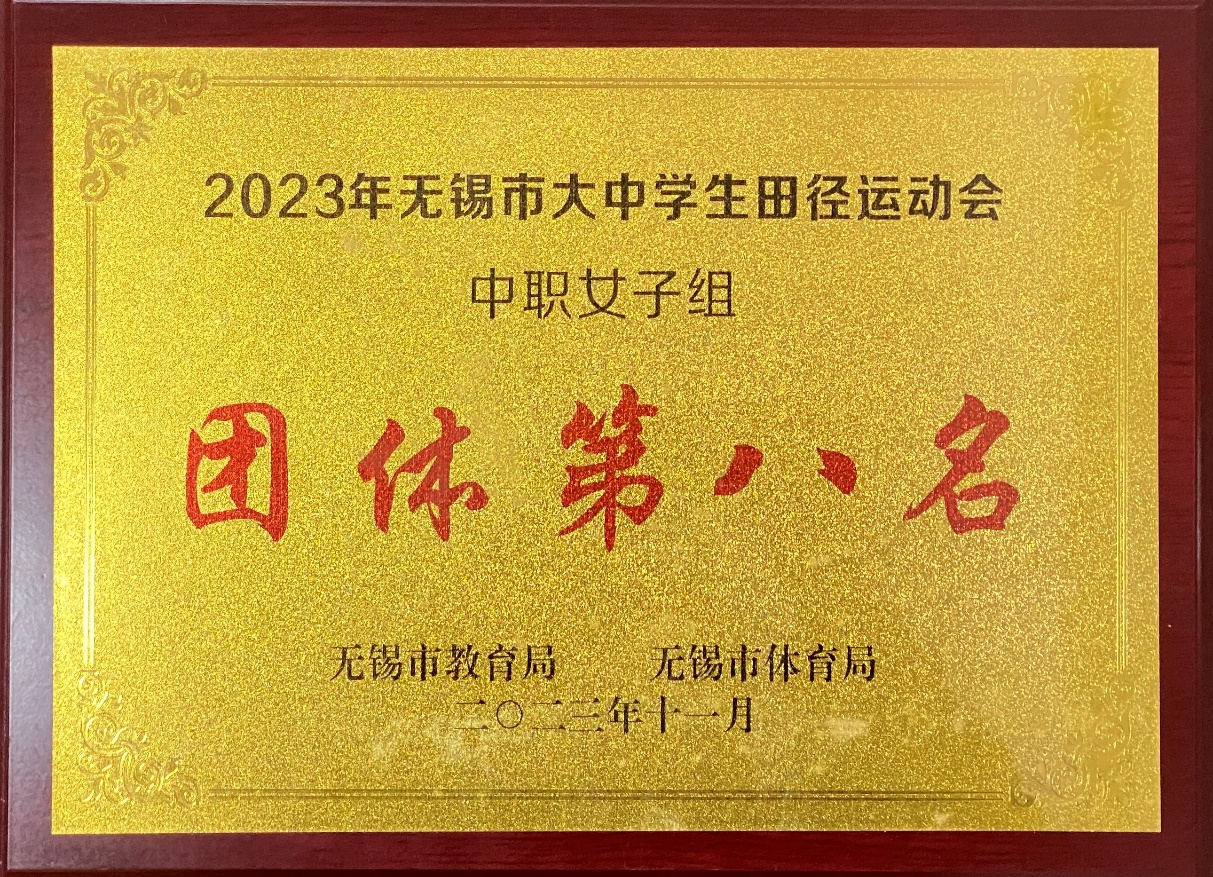 2023年无锡市大中学生田径运动会
中职女子组
团体第八名
无锡市教育局 无锡市体育局
二〇二三年十一月